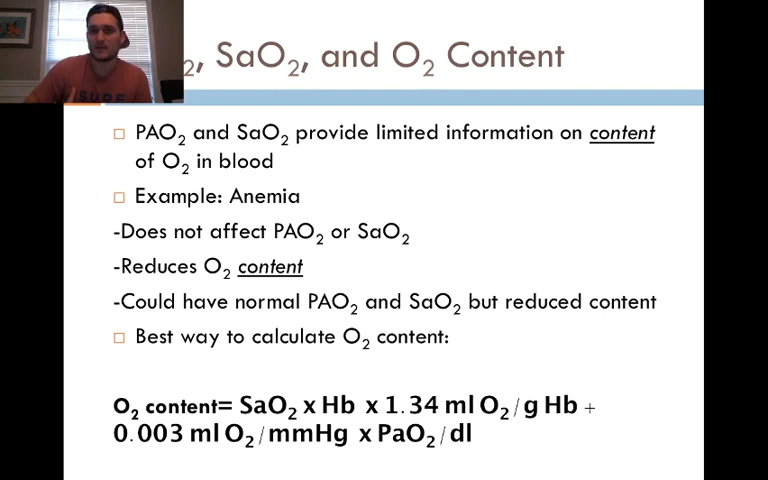 ₂, SaO₂, and O₂ Content
SURF
□ PAO₂ and SaO₂ provide limited information on content
of O₂ in blood
□ Example: Anemia
-Does not affect PAO₂ or SaO₂
-Reduces O₂ content
-Could have normal PAO₂ and SaO₂ but reduced content
□ Best way to calculate O₂ content:
O₂ content= SaO₂ x Hb x 1.34 ml O₂/g Hb +
0.003 ml O₂/mmHg x PaO₂/dl